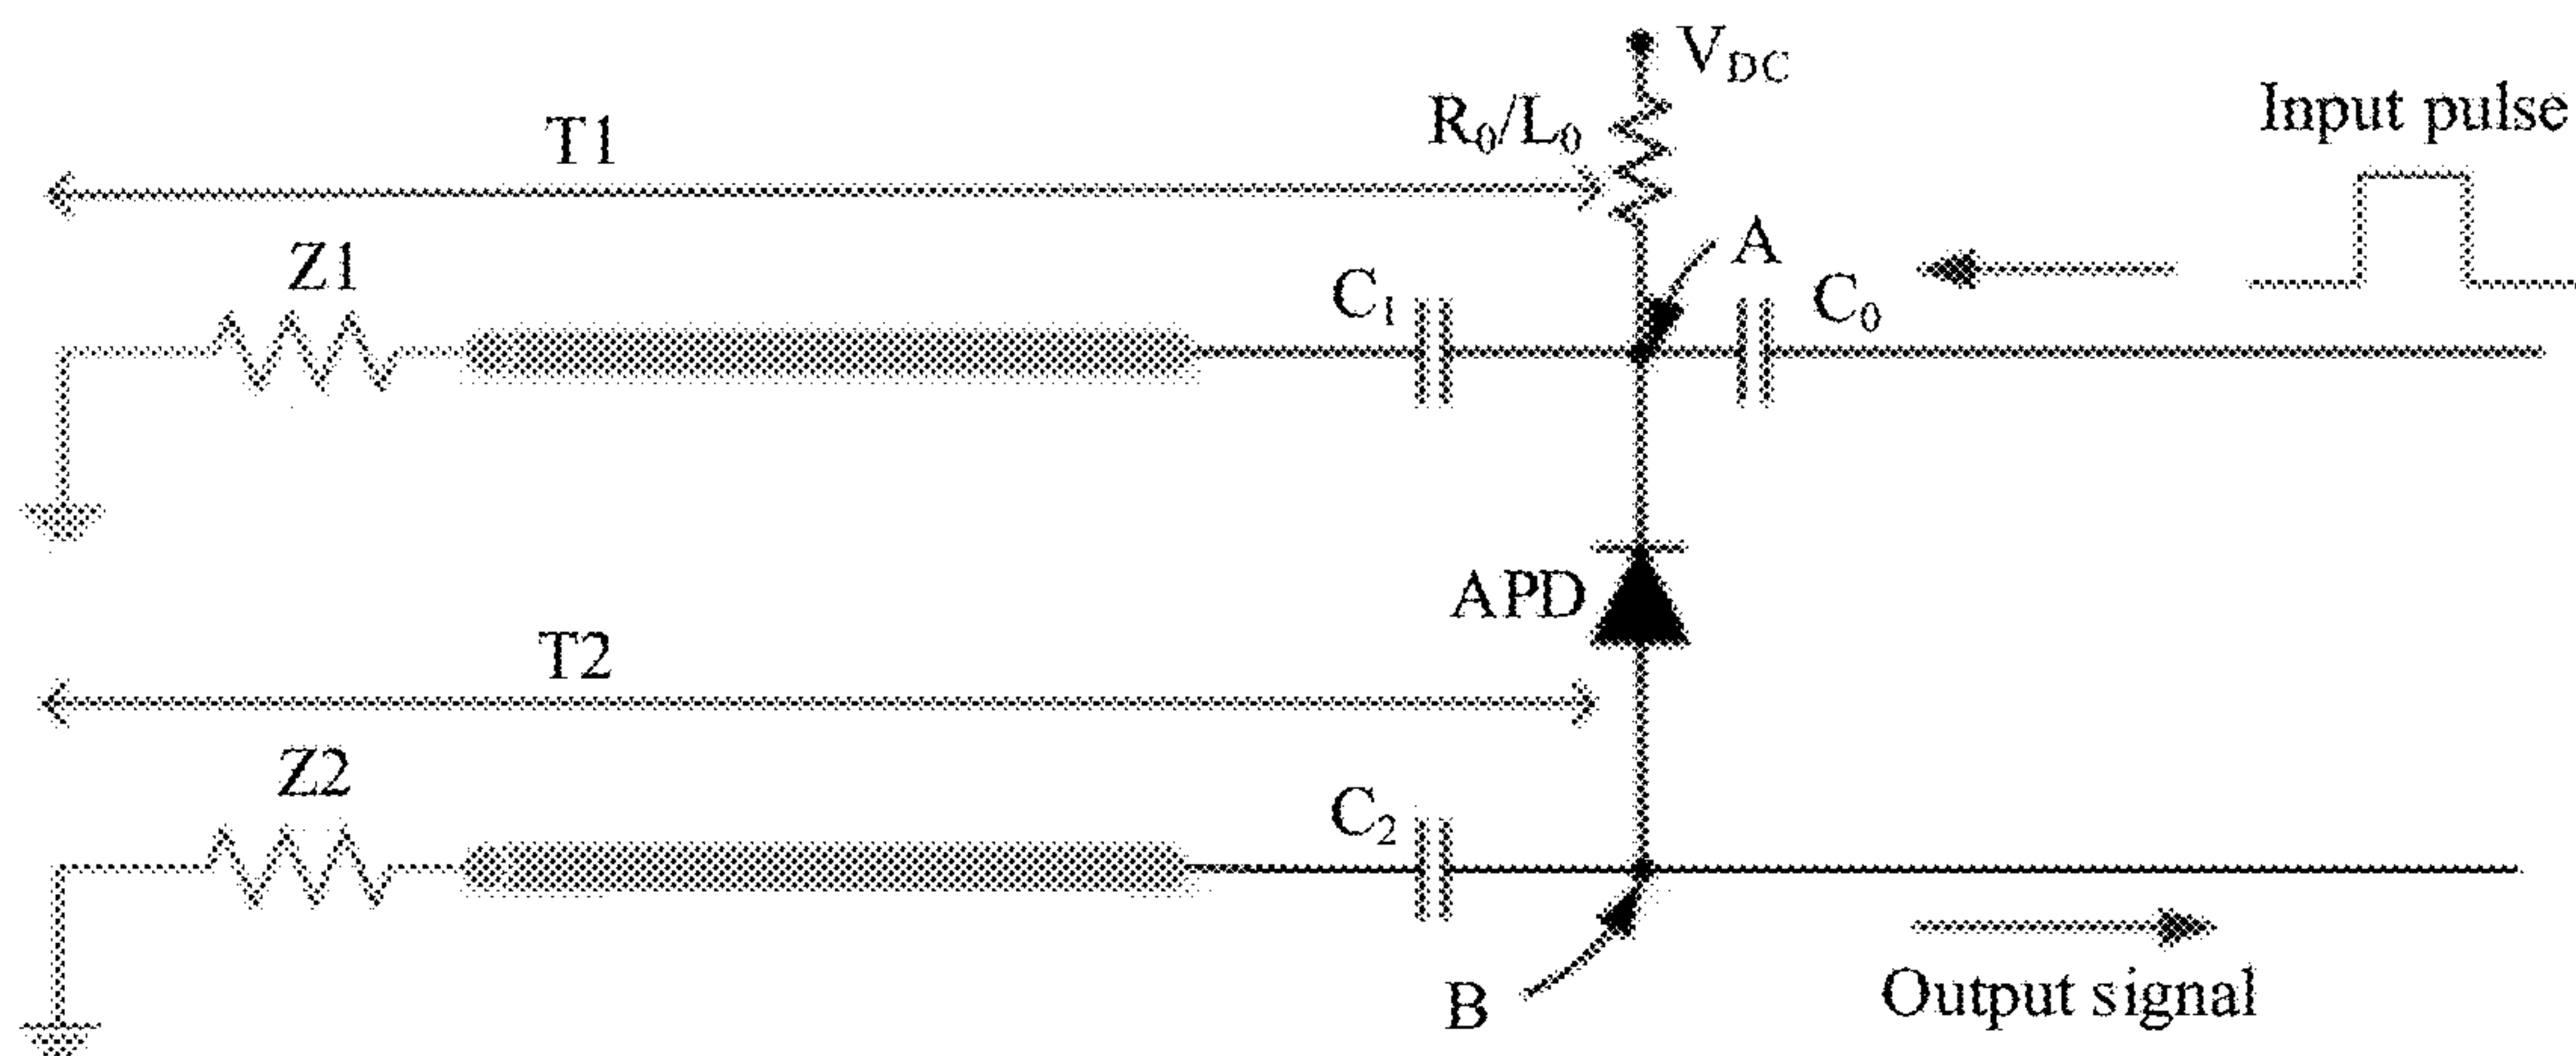 V_DC
R₀/L₀
Input pulse
T1
A
Z1
C₁
C₀
APD
T2
Z2
C₂
B
Output signal